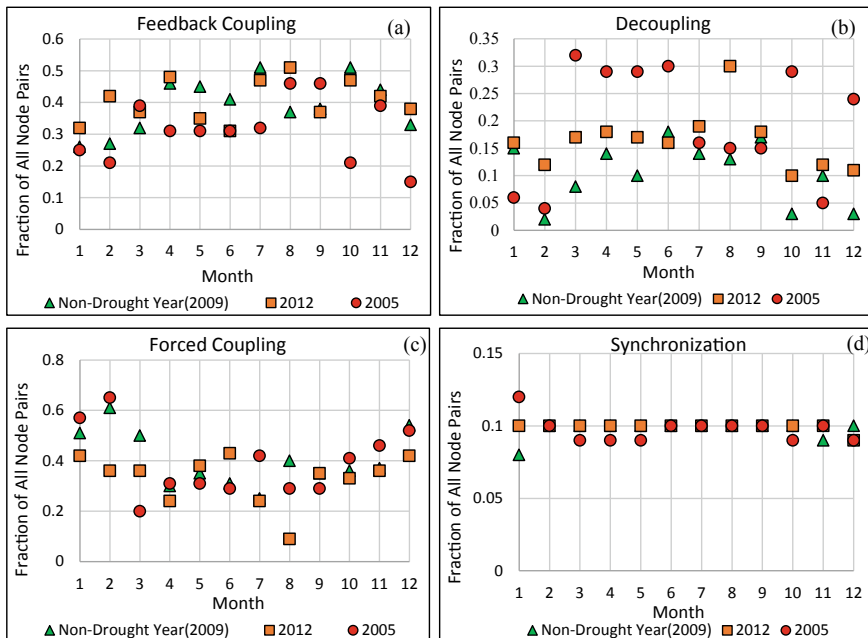 Feedback Coupling (a)
Fraction of All Node Pairs
0.6
0.5
0.4
0.3
0.2
0.1
0
1 2 3 4 5 6 7 8 9 10 11 12
Month
Non-Drought Year(2009) 2012 2005
Decoupling (b)
Fraction of All Node Pairs
0.35
0.3
0.25
0.2
0.15
0.1
0.05
0
1 2 3 4 5 6 7 8 9 10 11 12
Month
Non-Drought Year(2009) 2012 2005
Forced Coupling (c)
Fraction of All Node Pairs
0.8
0.6
0.4
0.2
0
1 2 3 4 5 6 7 8 9 10 11 12
Month
Non-Drought Year(2009) 2012 2005
Synchronization (d)
Fraction of All Node Pairs
0.15
0.1
0.05
0
1 2 3 4 5 6 7 8 9 10 11 12
Month
Non-Drought Year(2009) 2012 2005